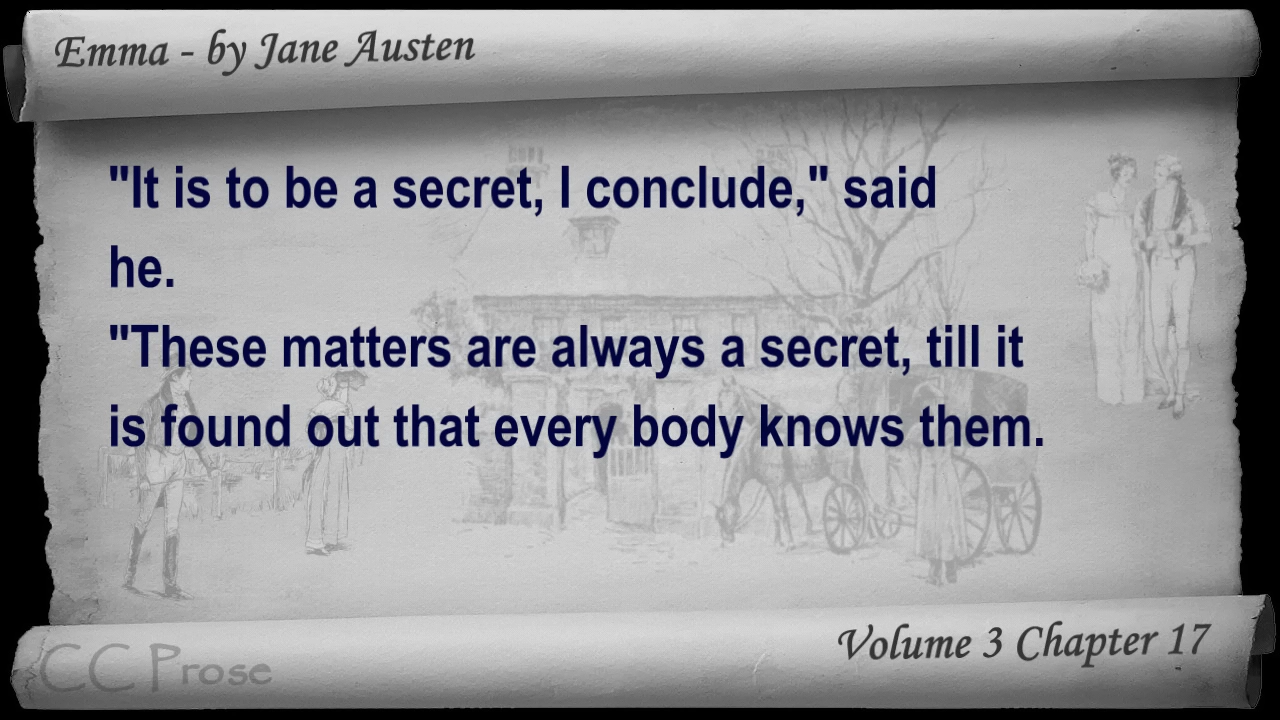 Emma - by Jane Austen
"It is to be a secret, I conclude," said
he.
"These matters are always a secret, till it
is found out that every body knows them.
Volume 3 Chapter 17
CC Prose